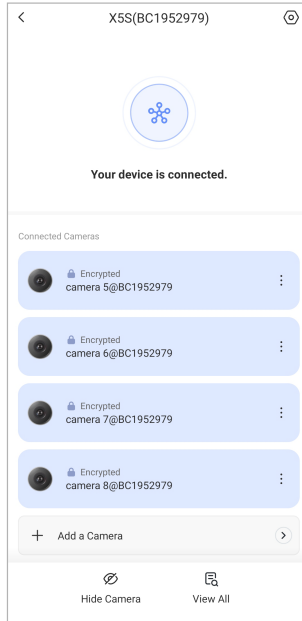 X5S(BC1952979)
Your device is connected.
Connected Cameras
Encrypted
camera 5@BC1952979
Encrypted
camera 6@BC1952979
Encrypted
camera 7@BC1952979
Encrypted
camera 8@BC1952979
Add a Camera
Hide Camera
View All